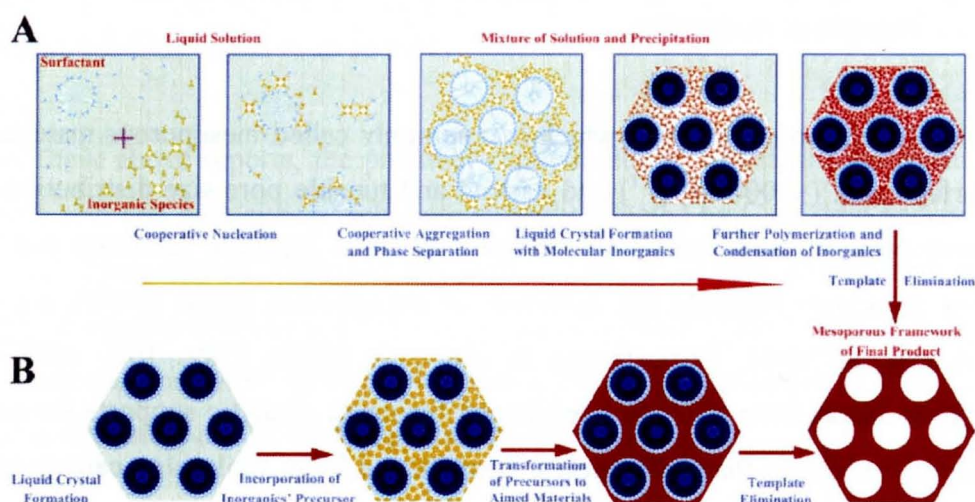 A
Liquid Solution
Mixture of Solution and Precipitation
Surfactant
Inorganic Species
Cooperative Nucleation
Cooperative Aggregation
and Phase Separation
Liquid Crystal Formation
with Molecular Inorganics
Further Polymerization and
Condensation of Inorganics
Template
Elimination
Mesoporous Framework
of Final Product
B
Liquid Crystal
Formation
Incorporation of
Inorganics' Precursor
Transformation
of Precursors to
Aimed Materials
Template
Elimination